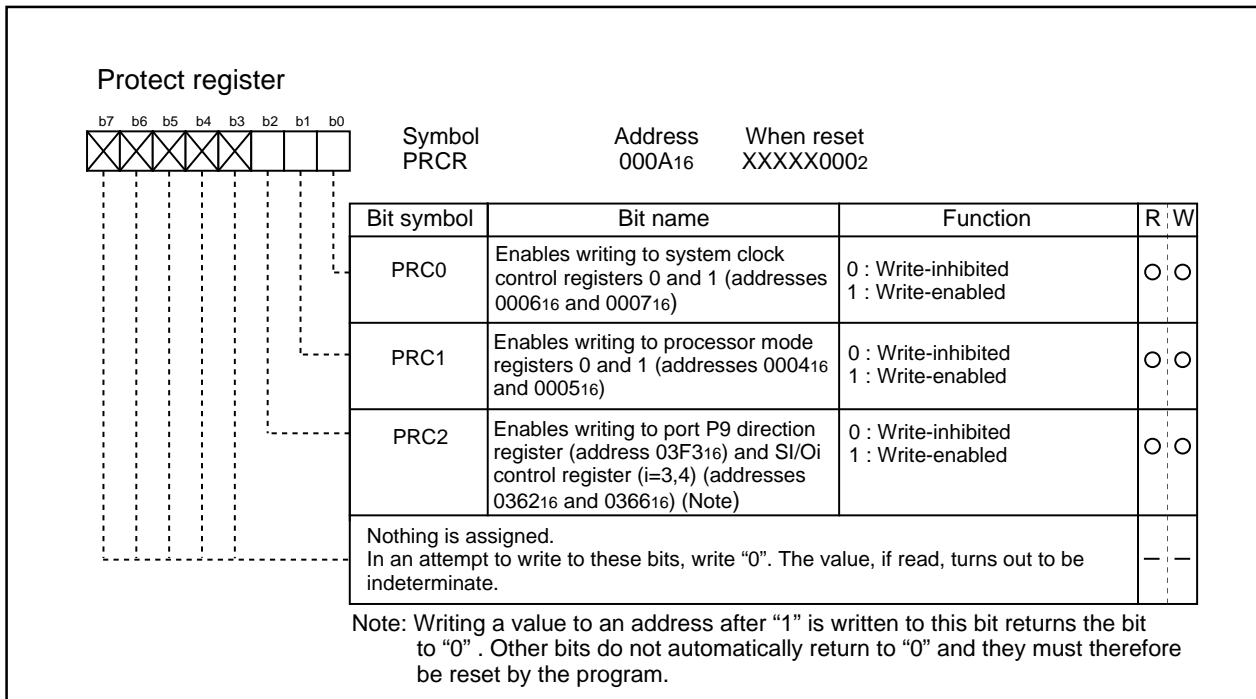 Protect register
b7 b6 b5 b4 b3 b2 b1 b0
Symbol Address When reset
PRCR 000A16 XXXXX0002
Bit symbol Bit name Function R W
PRC0 Enables writing to system clock control registers 0 and 1 (addresses 000616 and 000716) 0 : Write-inhibited 1 : Write-enabled
PRC1 Enables writing to processor mode registers 0 and 1 (addresses 000416 and 000516) 0 : Write-inhibited 1 : Write-enabled
PRC2 Enables writing to port P9 direction register (address 03F316) and SI/Oi control register (i=3,4) (addresses 036216 and 036616) (Note) 0 : Write-inhibited 1 : Write-enabled
Nothing is assigned.
In an attempt to write to these bits, write “0”. The value, if read, turns out to be
indeterminate.
Note: Writing a value to an address after “1” is written to this bit returns the bit
to “0” . Other bits do not automatically return to “0” and they must therefore
be reset by the program.